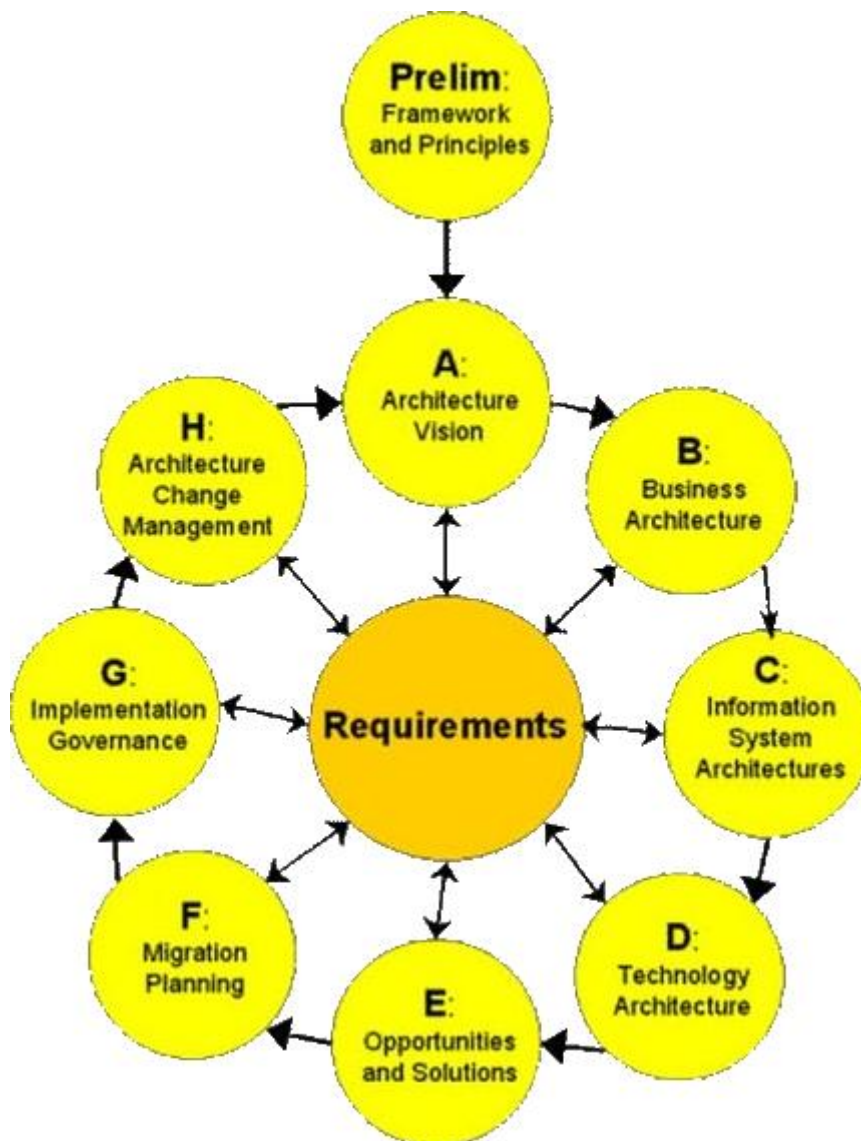 Prelim:
Framework
and Principles
A:
Architecture
Vision
B:
Business
Architecture
C:
Information
System
Architectures
D:
Technology
Architecture
E:
Opportunities
and Solutions
F:
Migration
Planning
G:
Implementation
Governance
H:
Architecture
Change
Management
Requirements